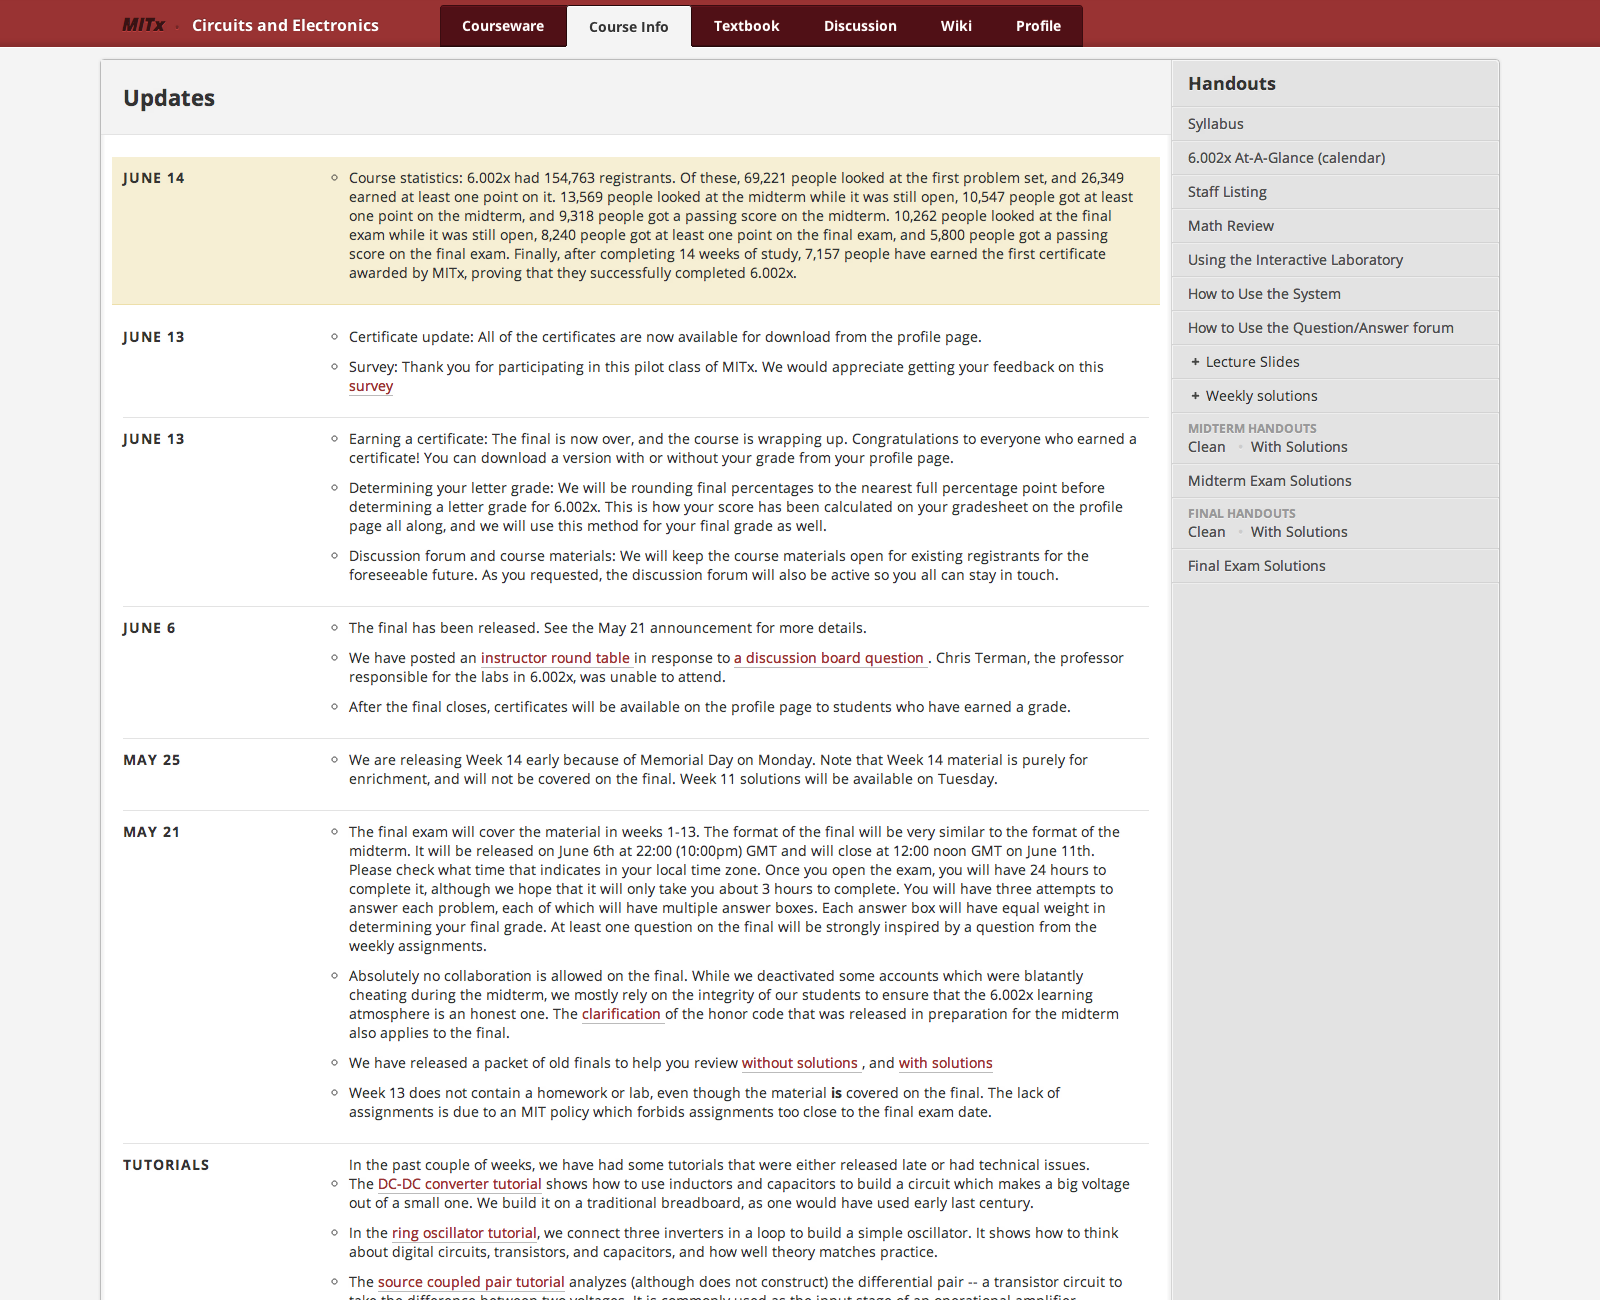 MITx · Circuits and Electronics
Courseware
Course Info
Textbook
Discussion
Wiki
Profile
Updates
JUNE 14
Course statistics: 6.002x had 154,763 registrants. Of these, 69,221 people looked at the first problem set, and 26,349
earned at least one point on it. 13,569 people looked at the midterm while it was still open, 10,547 people got at least
one point on the midterm, and 9,318 people got a passing score on the midterm. 10,262 people looked at the final
exam while it was still open, 8,240 people got at least one point on the final exam, and 5,800 people got a passing
score on the final exam. Finally, after completing 14 weeks of study, 7,157 people have earned the first certificate
awarded by MITx, proving that they successfully completed 6.002x.
JUNE 13
Certificate update: All of the certificates are now available for download from the profile page.
Survey: Thank you for participating in this pilot class of MITx. We would appreciate getting your feedback on this
survey
JUNE 13
Earning a certificate: The final is now over, and the course is wrapping up. Congratulations to everyone who earned a
certificate! You can download a version with or without your grade from your profile page.
Determining your letter grade: We will be rounding final percentages to the nearest full percentage point before
determining a letter grade for 6.002x. This is how your score has been calculated on your gradesheet on the profile
page all along, and we will use this method for your final grade as well.
Discussion forum and course materials: We will keep the course materials open for existing registrants for the
foreseeable future. As you requested, the discussion forum will also be active so you all can stay in touch.
JUNE 6
The final has been released. See the May 21 announcement for more details.
We have posted an instructor round table in response to a discussion board question . Chris Terman, the professor
responsible for the labs in 6.002x, was unable to attend.
After the final closes, certificates will be available on the profile page to students who have earned a grade.
MAY 25
We are releasing Week 14 early because of Memorial Day on Monday. Note that Week 14 material is purely for
enrichment, and will not be covered on the final. Week 11 solutions will be available on Tuesday.
MAY 21
The final exam will cover the material in weeks 1-13. The format of the final will be very similar to the format of the
midterm. It will be released on June 6th at 22:00 (10:00pm) GMT and will close at 12:00 noon GMT on June 11th.
Please check what time that indicates in your local time zone. Once you open the exam, you will have 24 hours to
complete it, although we hope that it will only take you about 3 hours to complete. You will have three attempts to
answer each problem, each of which will have multiple answer boxes. Each answer box will have equal weight in
determining your final grade. At least one question on the final will be strongly inspired by a question from the
weekly assignments.
Absolutely no collaboration is allowed on the final. While we deactivated some accounts which were blatantly
cheating during the midterm, we mostly rely on the integrity of our students to ensure that the 6.002x learning
atmosphere is an honest one. The clarification of the honor code that was released in preparation for the midterm
also applies to the final.
We have released a packet of old finals to help you review without solutions , and with solutions
Week 13 does not contain a homework or lab, even though the material is covered on the final. The lack of
assignments is due to an MIT policy which forbids assignments too close to the final exam date.
TUTORIALS
In the past couple of weeks, we have had some tutorials that were either released late or had technical issues.
The DC-DC converter tutorial shows how to use inductors and capacitors to build a circuit which makes a big voltage
out of a small one. We build it on a traditional breadboard, as one would have used early last century.
In the ring oscillator tutorial, we connect three inverters in a loop to build a simple oscillator. It shows how to think
about digital circuits, transistors, and capacitors, and how well theory matches practice.
The source coupled pair tutorial analyzes (although does not construct) the differential pair -- a transistor circuit to
take the difference between two voltages. It is commonly used as the input stage of an operational amplifier.
Handouts
Syllabus
6.002x At-A-Glance (calendar)
Staff Listing
Math Review
Using the Interactive Laboratory
How to Use the System
How to Use the Question/Answer forum
+ Lecture Slides
+ Weekly solutions
MIDTERM HANDOUTS
Clean · With Solutions
Midterm Exam Solutions
FINAL HANDOUTS
Clean · With Solutions
Final Exam Solutions